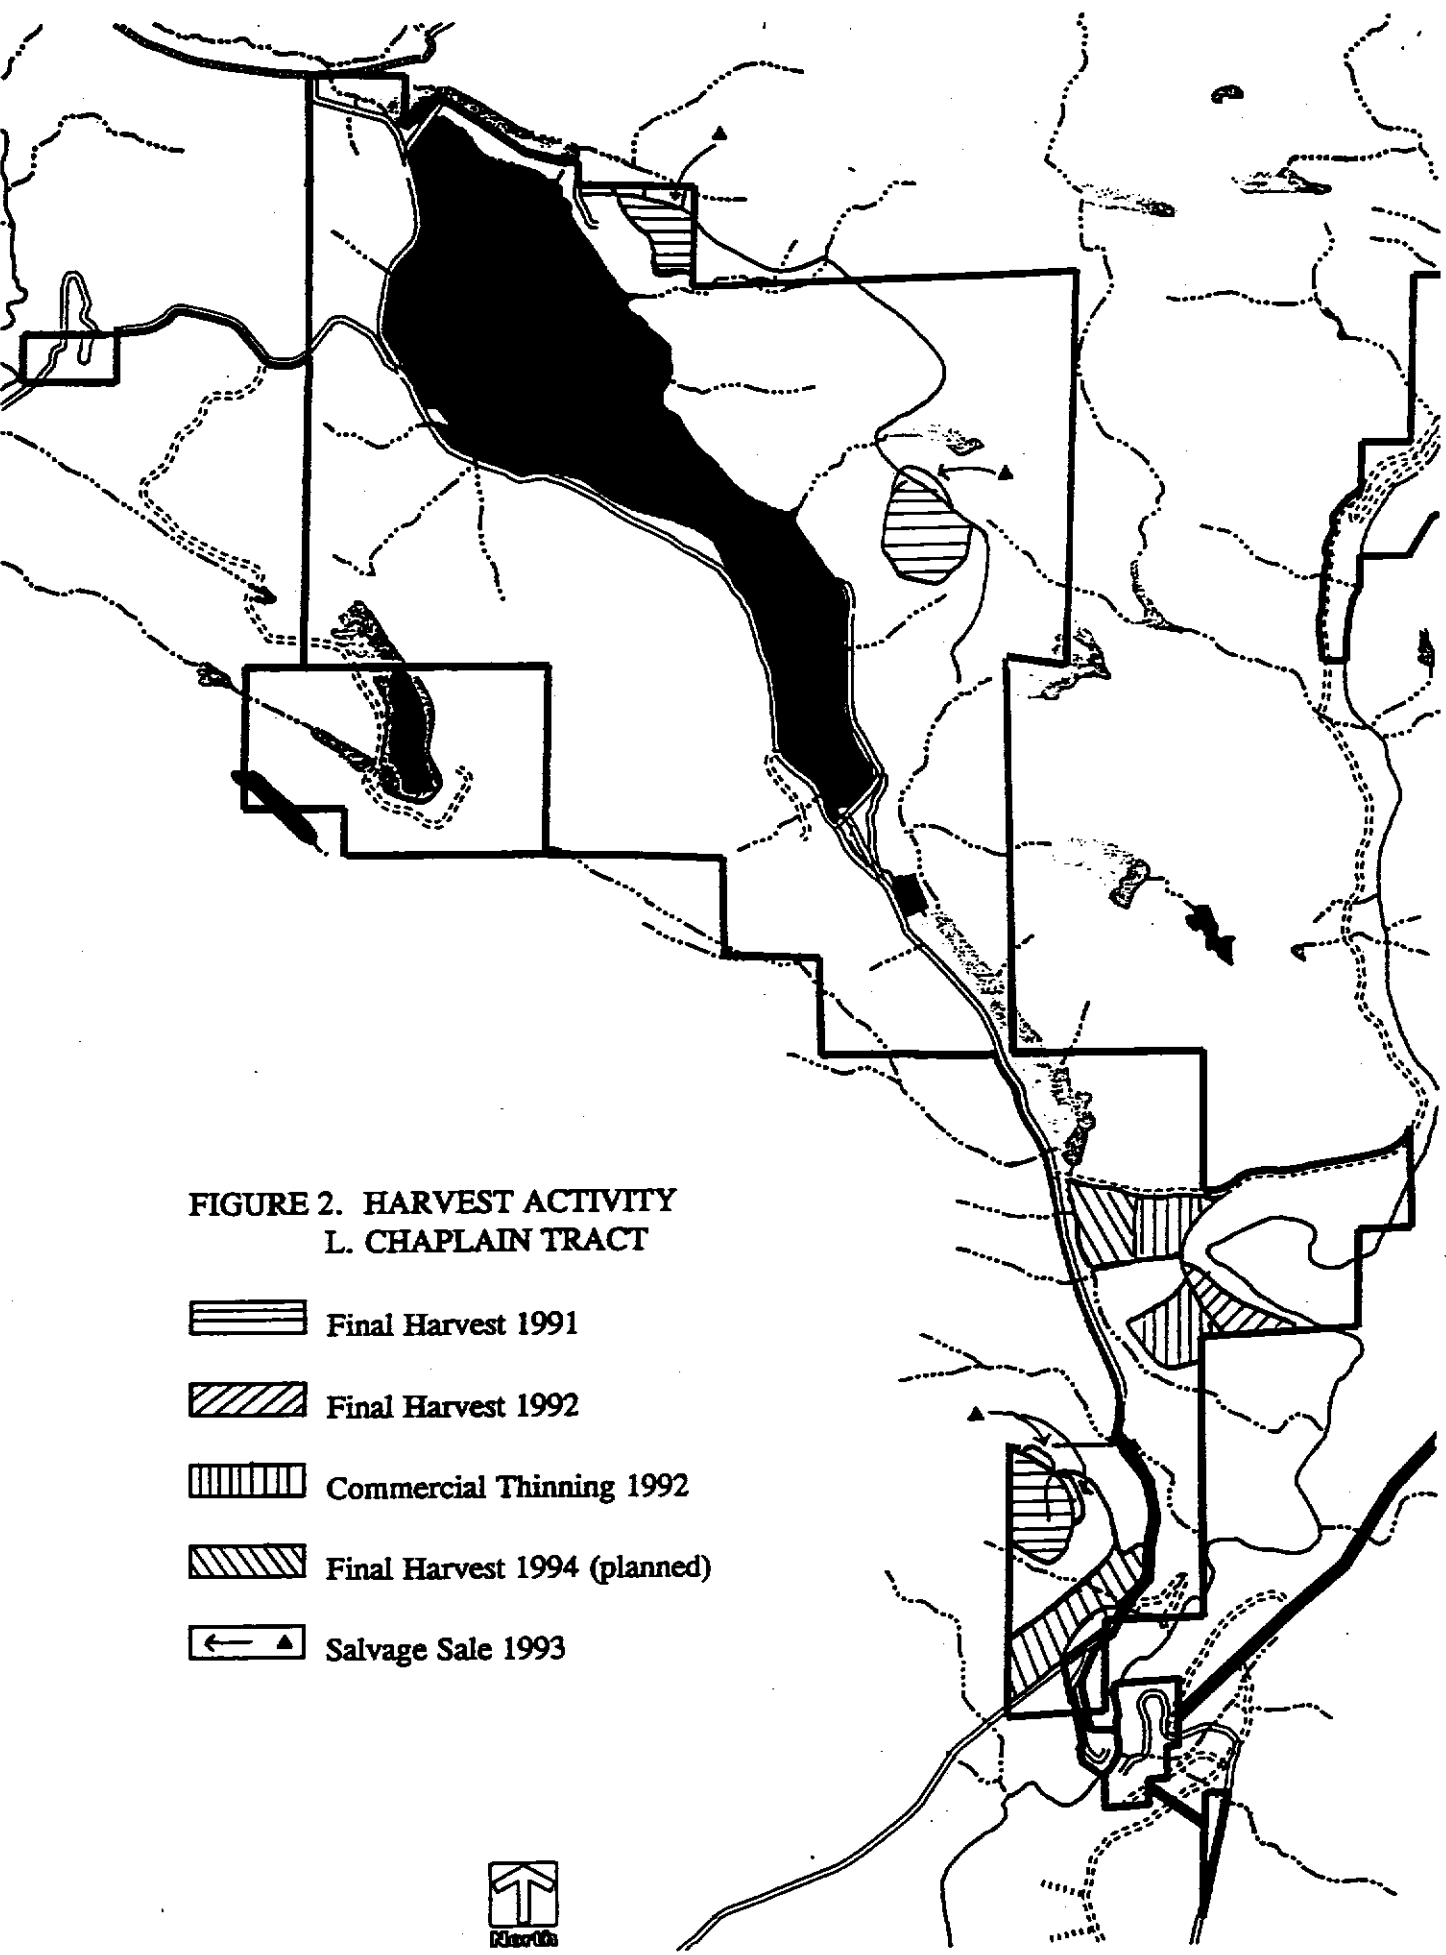 FIGURE 2. HARVEST ACTIVITY
L. CHAPLAIN TRACT
Final Harvest 1991
Final Harvest 1992
Commercial Thinning 1992
Final Harvest 1994 (planned)
Salvage Sale 1993
North